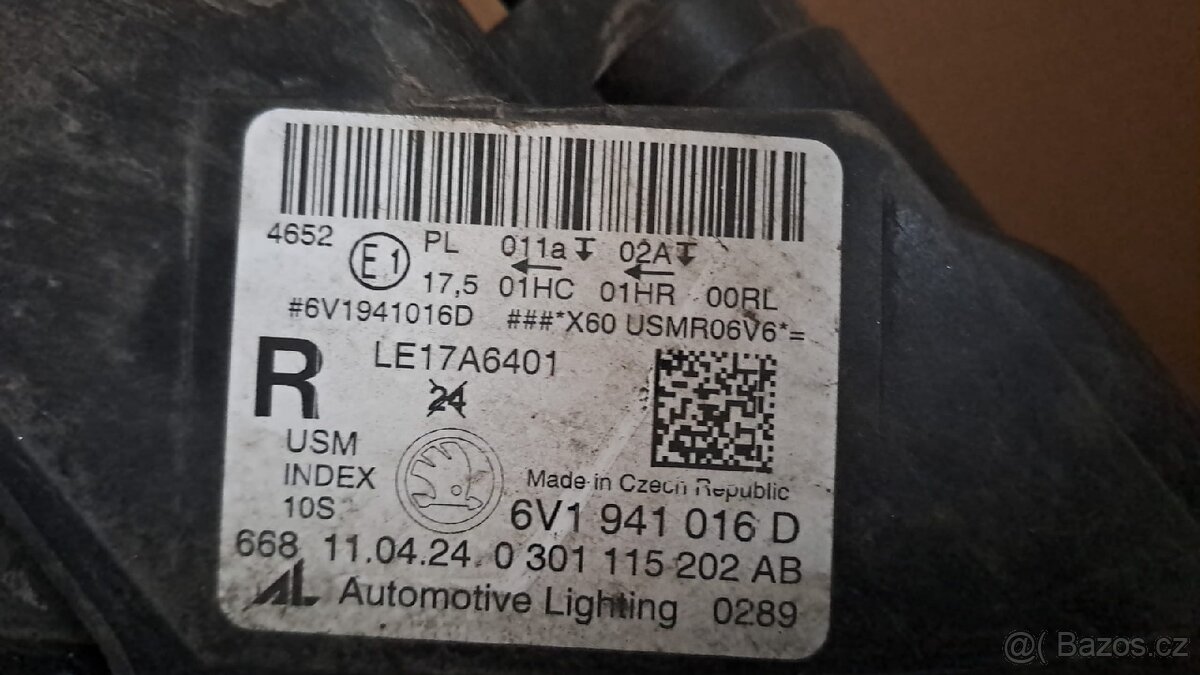 4652 E1 PL 011a 02A
17,5 01HC 01HR 00RL
#6V1941016D ###*X60 USMR06V6*=
R LE17A6401
24
USM
INDEX
10S
Made in Czech Republic
6V1 941 016 D
668 11.04.24 0 301 115 202 AB
AL Automotive Lighting 0289
@( Bazos.cz